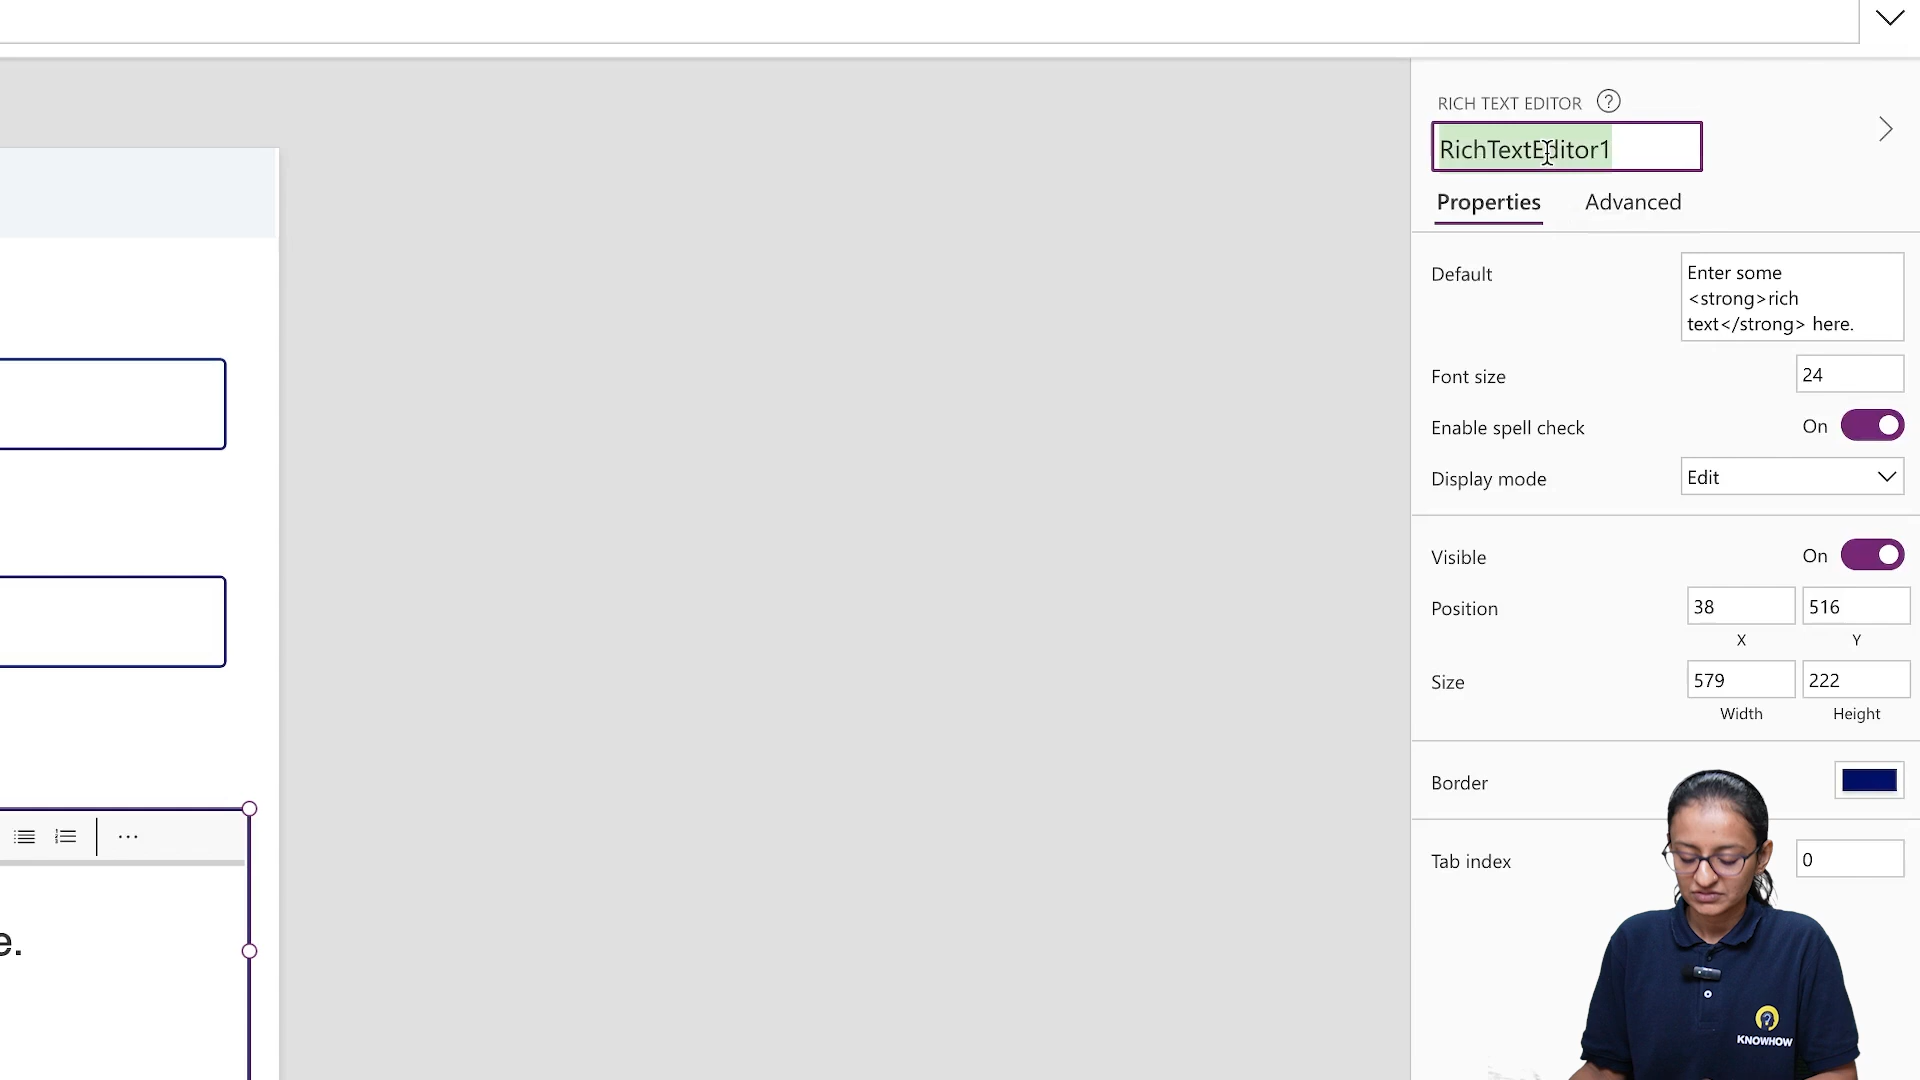 RICH TEXT EDITOR ?
RichTextEditor1
Properties Advanced
Default
Enter some
<strong>rich
text</strong> here.
Font size 24
Enable spell check On
Display mode Edit
Visible On
Position 38 516
X Y
Size 579 222
Width Height
Border
Tab index 0
e.
KNOWHOW